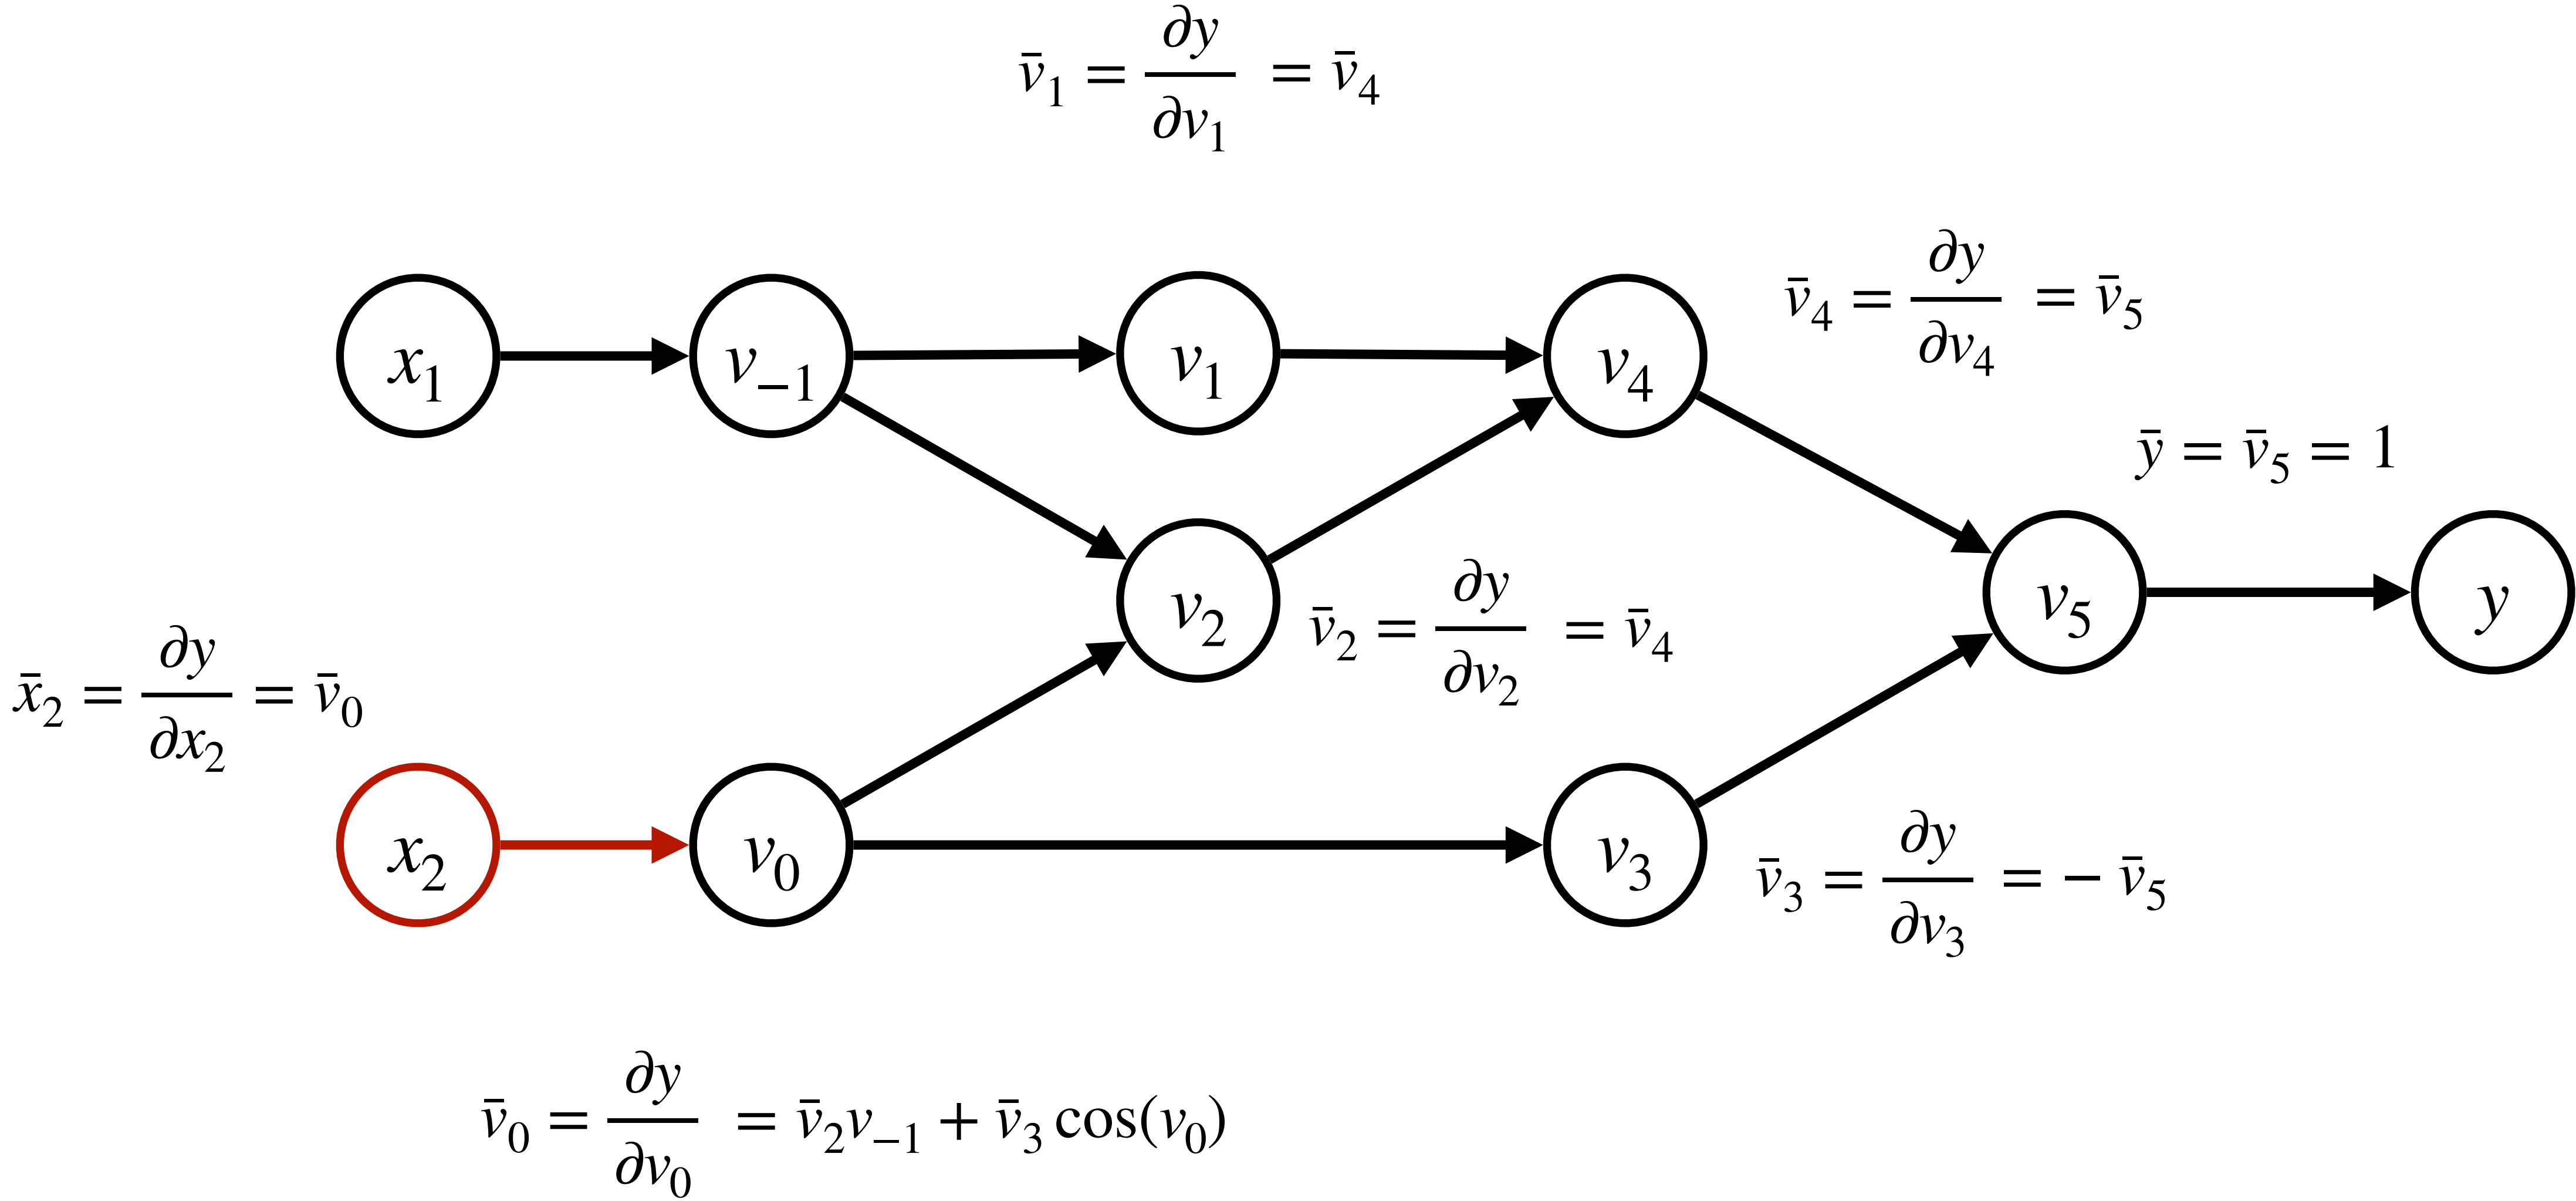 v̄₁ = ∂y/∂v₁ = v̄₄
v̄₄ = ∂y/∂v₄ = v̄₅
x₁
v₋₁
v₁
v₄
ȳ = v̄₅ = 1
v₂
v̄₂ = ∂y/∂v₂ = v̄₄
v₅
y
x̄₂ = ∂y/∂x₂ = v̄₀
x₂
v₀
v₃
v̄₃ = ∂y/∂v₃ = − v̄₅
v̄₀ = ∂y/∂v₀ = v̄₂v₋₁ + v̄₃ cos(v₀)